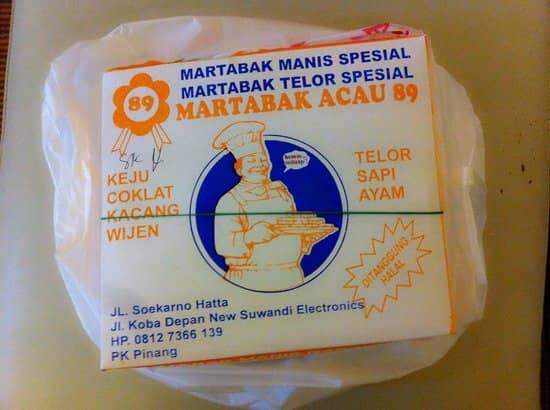 MARTABAK MANIS SPESIAL
MARTABAK TELOR SPESIAL
MARTABAK ACAU 89
89
KEJU
COKLAT
KACANG
WIJEN
TELOR
SAPI
AYAM
DITANGGUNG
HALAL
JL. Soekarno Hatta
Jl. Koba Depan New Suwandi Electronics
HP. 0812 7366 139
PK Pinang